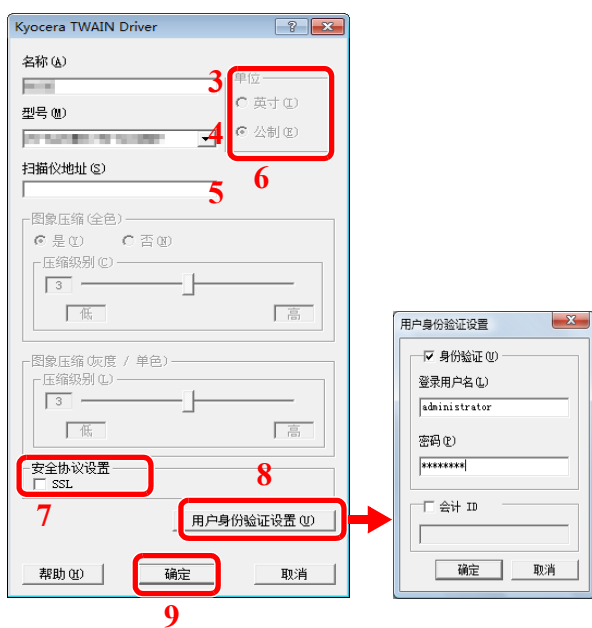 Kyocera TWAIN Driver
名称(A)
3
单位
英寸(I)
公制(E)
型号(M)
4
6
扫描仪地址(S)
5
图象压缩(全色)
是(Y)
否(N)
压缩级别(C)
3
低
高
图象压缩(灰度 / 单色)
压缩级别(L)
3
低
高
安全协议设置
SSL
7
8
用户身份验证设置(U)
帮助(H)
确定
取消
9
用户身份验证设置
身份验证(U)
登录用户名(L)
administrator
密码(P)
********
会计 ID
确定
取消